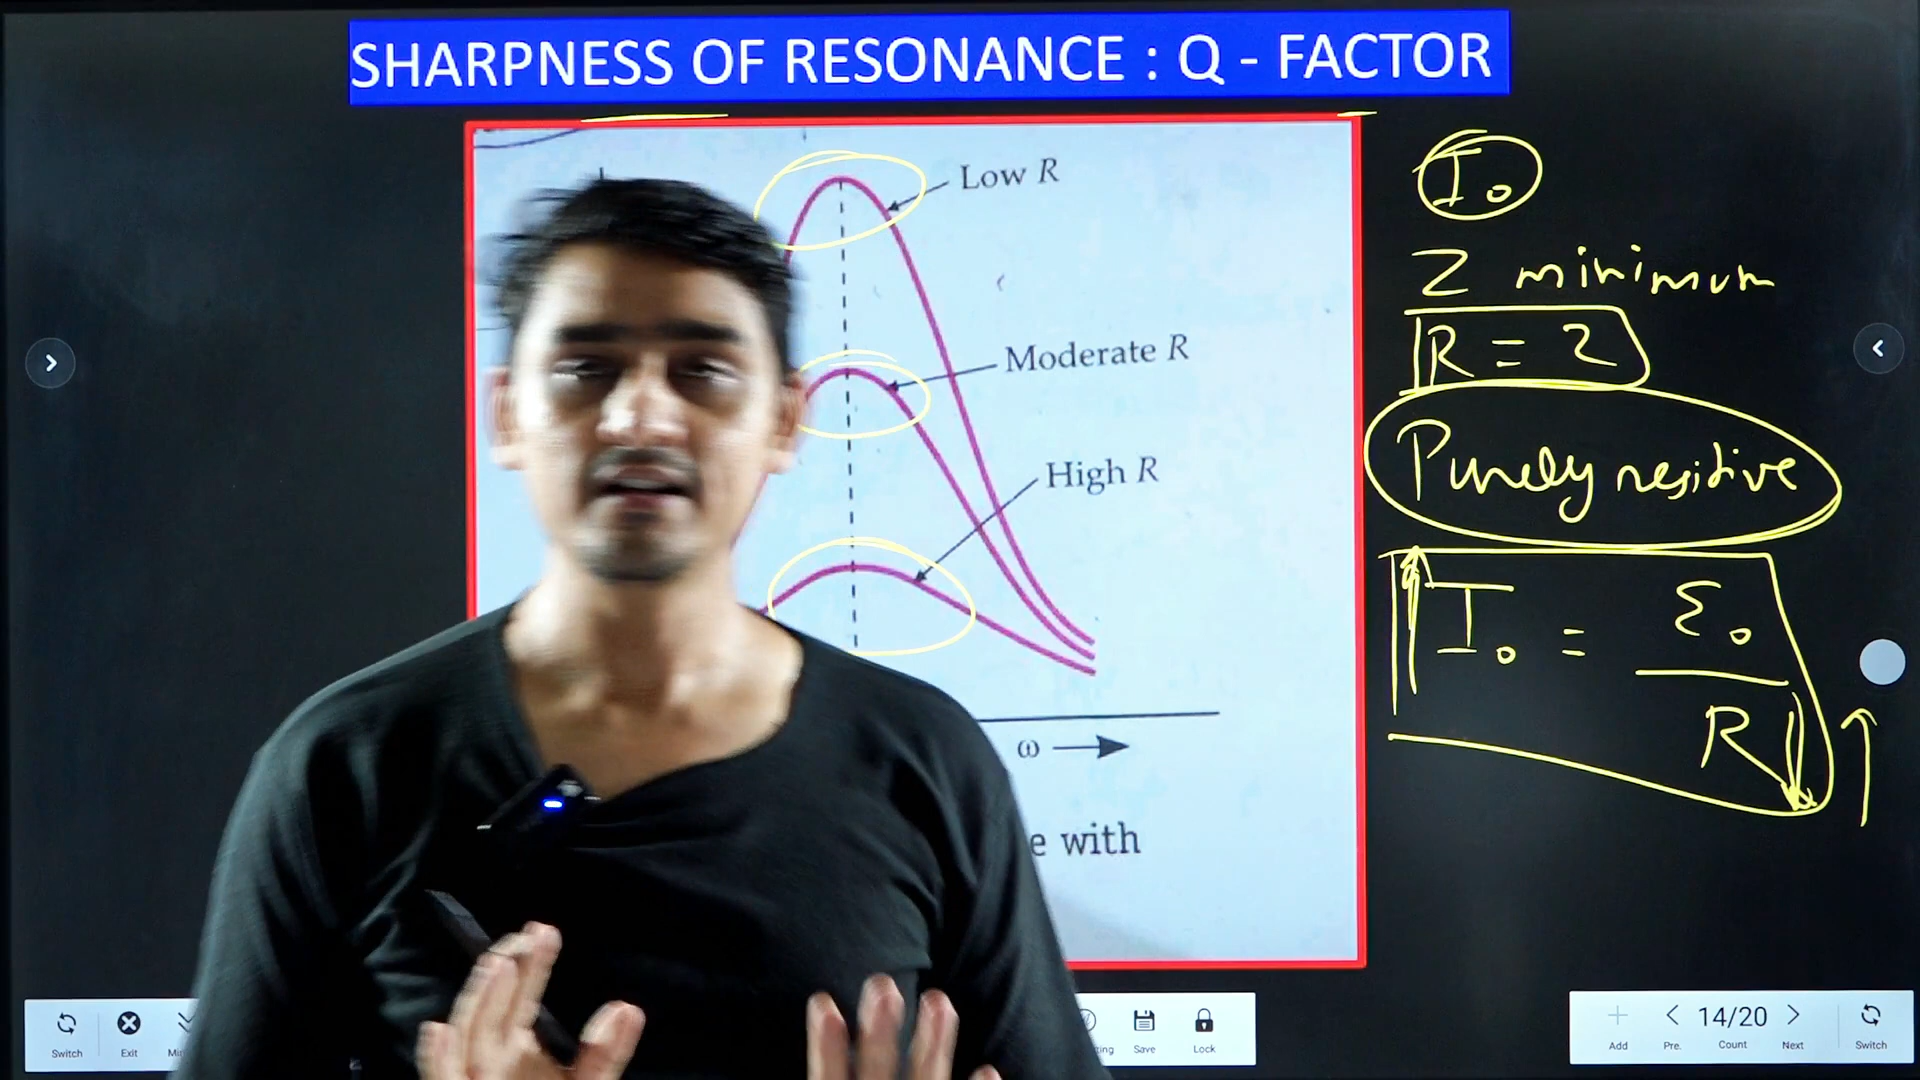 SHARPNESS OF RESONANCE : Q - FACTOR
Low R
Moderate R
High R
ω
e with
I₀
Z minimum
R = Z
Purely resistive
I₀ = ε₀
R
Switch
Exit
Save
Lock
Add
Pre.
14/20
Count
Next
Switch